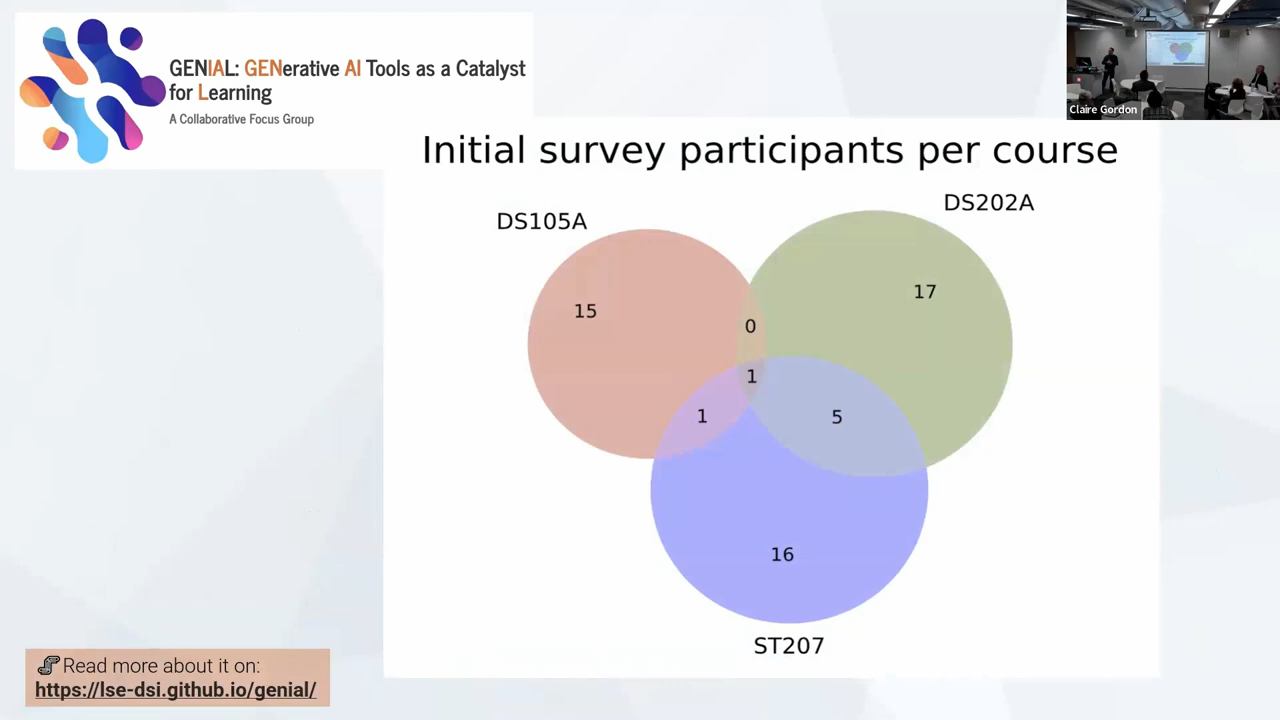 GENIAL: GENerative AI Tools as a Catalyst
for Learning
A Collaborative Focus Group
Claire Gordon
Initial survey participants per course
DS105A
DS202A
15
17
0
1
1
5
16
ST207
Read more about it on:
https://lse-dsi.github.io/genial/